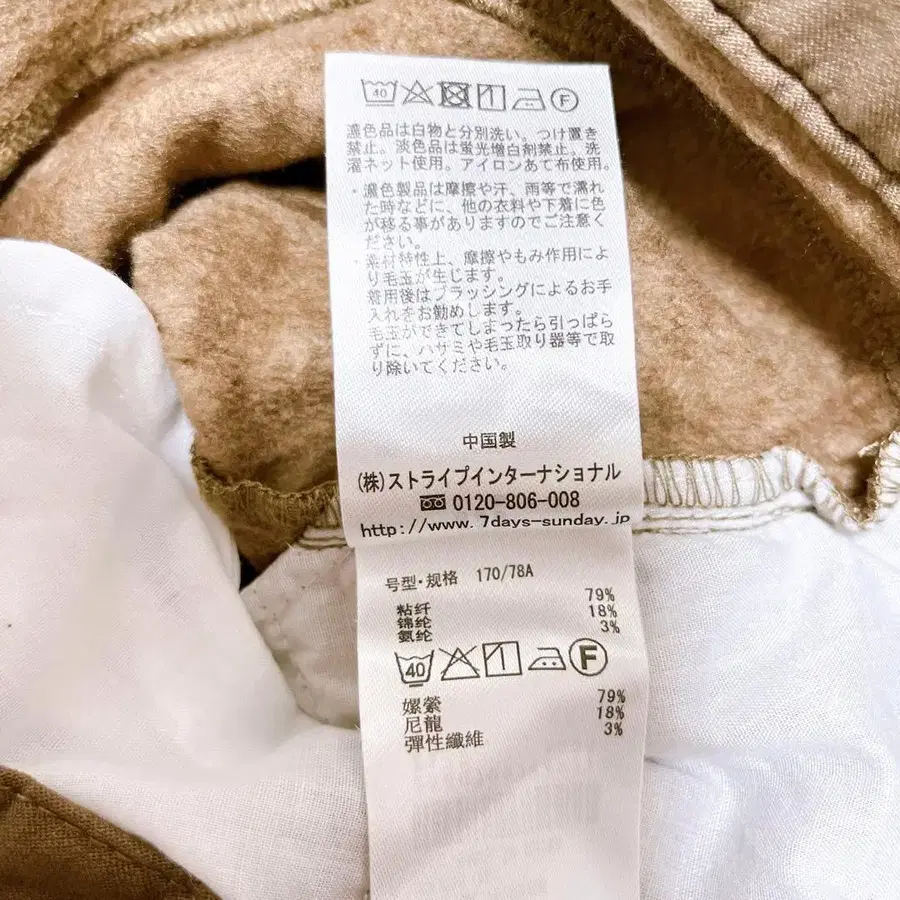 40 F
濃色品は白物と分別洗い。つけ置き
禁止。淡色品は蛍光増白剤禁止。洗
濯ネット使用。アイロンあて布使用。
・濃色製品は摩擦や汗、雨等で濡れ
た時などに、他の衣料や下着に色
が移る事がありますのでご注意く
ださい。
・素材特性上、摩擦やもみ作用によ
り毛玉が生じます。
着用後はブラッシングによるお手
入れをお勧めします。
毛玉ができてしまったら引っぱら
ずに、ハサミや毛玉取り器等で取
り除いてください。
中国製
(株)ストライプインターナショナル
0120-806-008
http://www.7days-sunday.jp
号型・规格 170/78A
粘纤 79%
锦纶 18%
氨纶 3%
40 F
嫘縈 79%
尼龍 18%
彈性纖維 3%